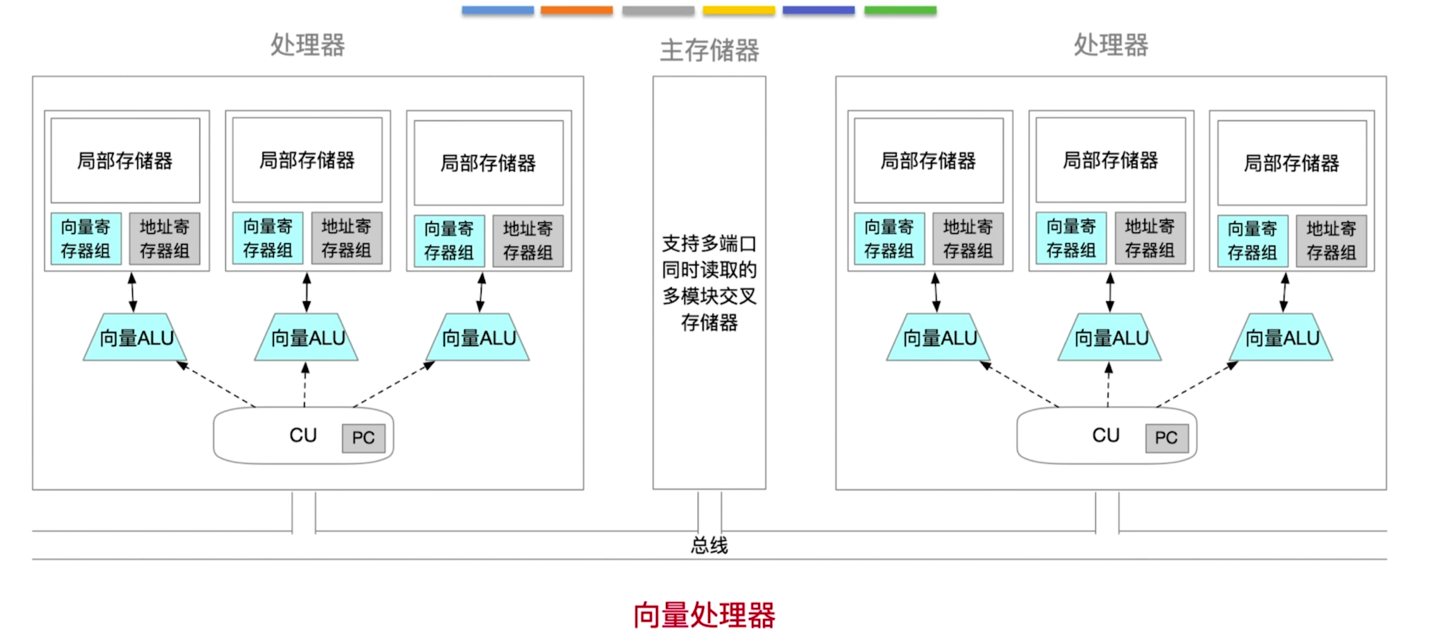 处理器
主存储器
处理器
局部存储器
局部存储器
局部存储器
向量寄
存器组
地址寄
存器组
向量寄
存器组
地址寄
存器组
向量寄
存器组
地址寄
存器组
向量ALU
向量ALU
向量ALU
CU
PC
支持多端口
同时读取的
多模块交叉
存储器
局部存储器
局部存储器
局部存储器
向量寄
存器组
地址寄
存器组
向量寄
存器组
地址寄
存器组
向量寄
存器组
地址寄
存器组
向量ALU
向量ALU
向量ALU
CU
PC
总线
向量处理器